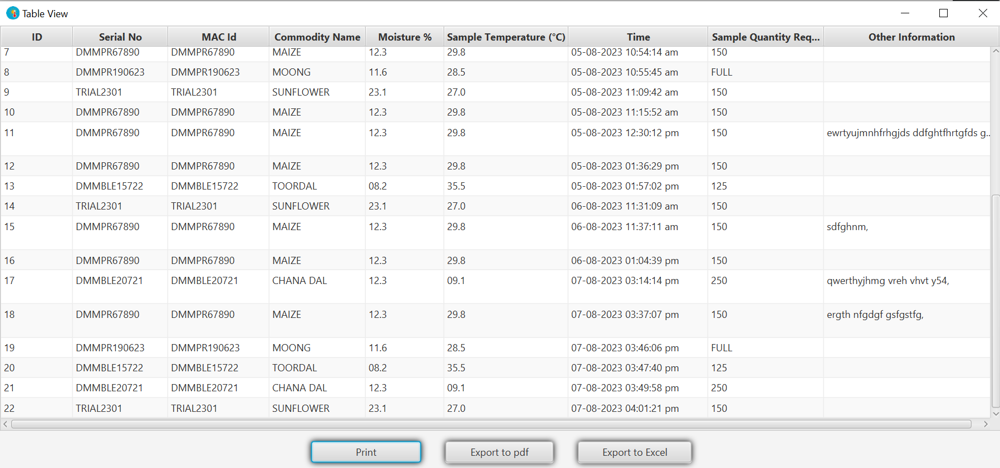 Table View
ID Serial No MAC Id Commodity Name Moisture % Sample Temperature (°C) Time Sample Quantity Req... Other Information
7 DMMPR67890 DMMPR67890 MAIZE 12.3 29.8 05-08-2023 10:54:14 am 150
8 DMMPR190623 DMMPR190623 MOONG 11.6 28.5 05-08-2023 10:55:45 am FULL
9 TRIAL2301 TRIAL2301 SUNFLOWER 23.1 27.0 05-08-2023 11:09:42 am 150
10 DMMPR67890 DMMPR67890 MAIZE 12.3 29.8 05-08-2023 11:15:52 am 150
11 DMMPR67890 DMMPR67890 MAIZE 12.3 29.8 05-08-2023 12:30:12 pm 150 ewrtyujmnhfrhgjds ddfghtfhrtgfds g..
12 DMMPR67890 DMMPR67890 MAIZE 12.3 29.8 05-08-2023 01:36:29 pm 150
13 DMMBLE15722 DMMBLE15722 TOORDAL 08.2 35.5 05-08-2023 01:57:02 pm 125
14 TRIAL2301 TRIAL2301 SUNFLOWER 23.1 27.0 06-08-2023 11:31:09 am 150
15 DMMPR67890 DMMPR67890 MAIZE 12.3 29.8 06-08-2023 11:37:11 am 150 sdfghnm,
16 DMMPR67890 DMMPR67890 MAIZE 12.3 29.8 06-08-2023 01:04:39 pm 150
17 DMMBLE20721 DMMBLE20721 CHANA DAL 12.3 09.1 07-08-2023 03:14:14 pm 250 qwerthyjhmg vreh vhvt y54,
18 DMMPR67890 DMMPR67890 MAIZE 12.3 29.8 07-08-2023 03:37:07 pm 150 ergth nfgdgf gsfgstfg,
19 DMMPR190623 DMMPR190623 MOONG 11.6 28.5 07-08-2023 03:46:06 pm FULL
20 DMMBLE15722 DMMBLE15722 TOORDAL 08.2 35.5 07-08-2023 03:47:40 pm 125
21 DMMBLE20721 DMMBLE20721 CHANA DAL 12.3 09.1 07-08-2023 03:49:58 pm 250
22 TRIAL2301 TRIAL2301 SUNFLOWER 23.1 27.0 07-08-2023 04:01:21 pm 150
Print Export to pdf Export to Excel